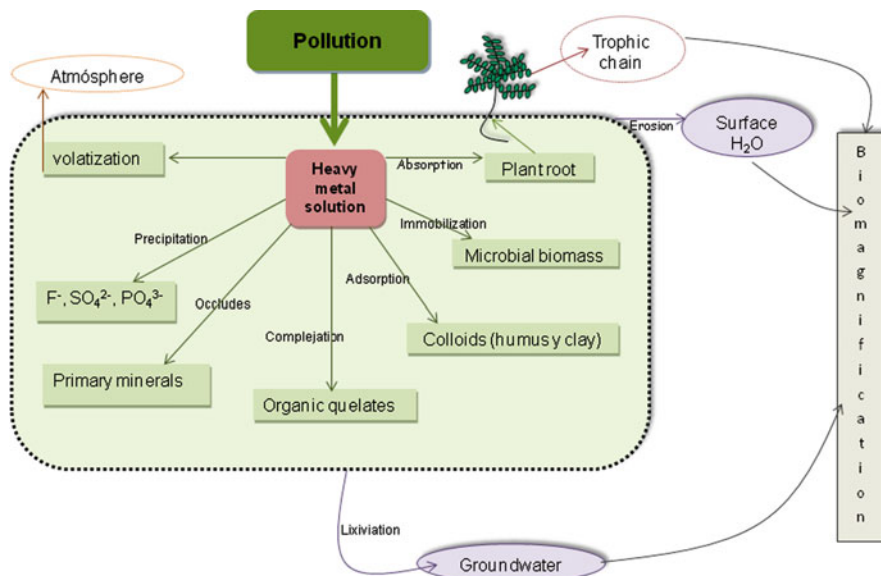 Pollution
Trophic
chain
Atmósphere
Erosion
Surface
H₂O
volatization
Absorption
Plant root
Heavy
metal
solution
Immobilization
Precipitation
Microbial biomass
Adsorption
F⁻, SO₄²⁻, PO₄³⁻
Occludes
Complejation
Colloids (humus y clay)
Primary minerals
Organic quelates
Lixiviation
Groundwater
B
i
o
m
a
g
n
i
f
i
c
a
t
i
o
n